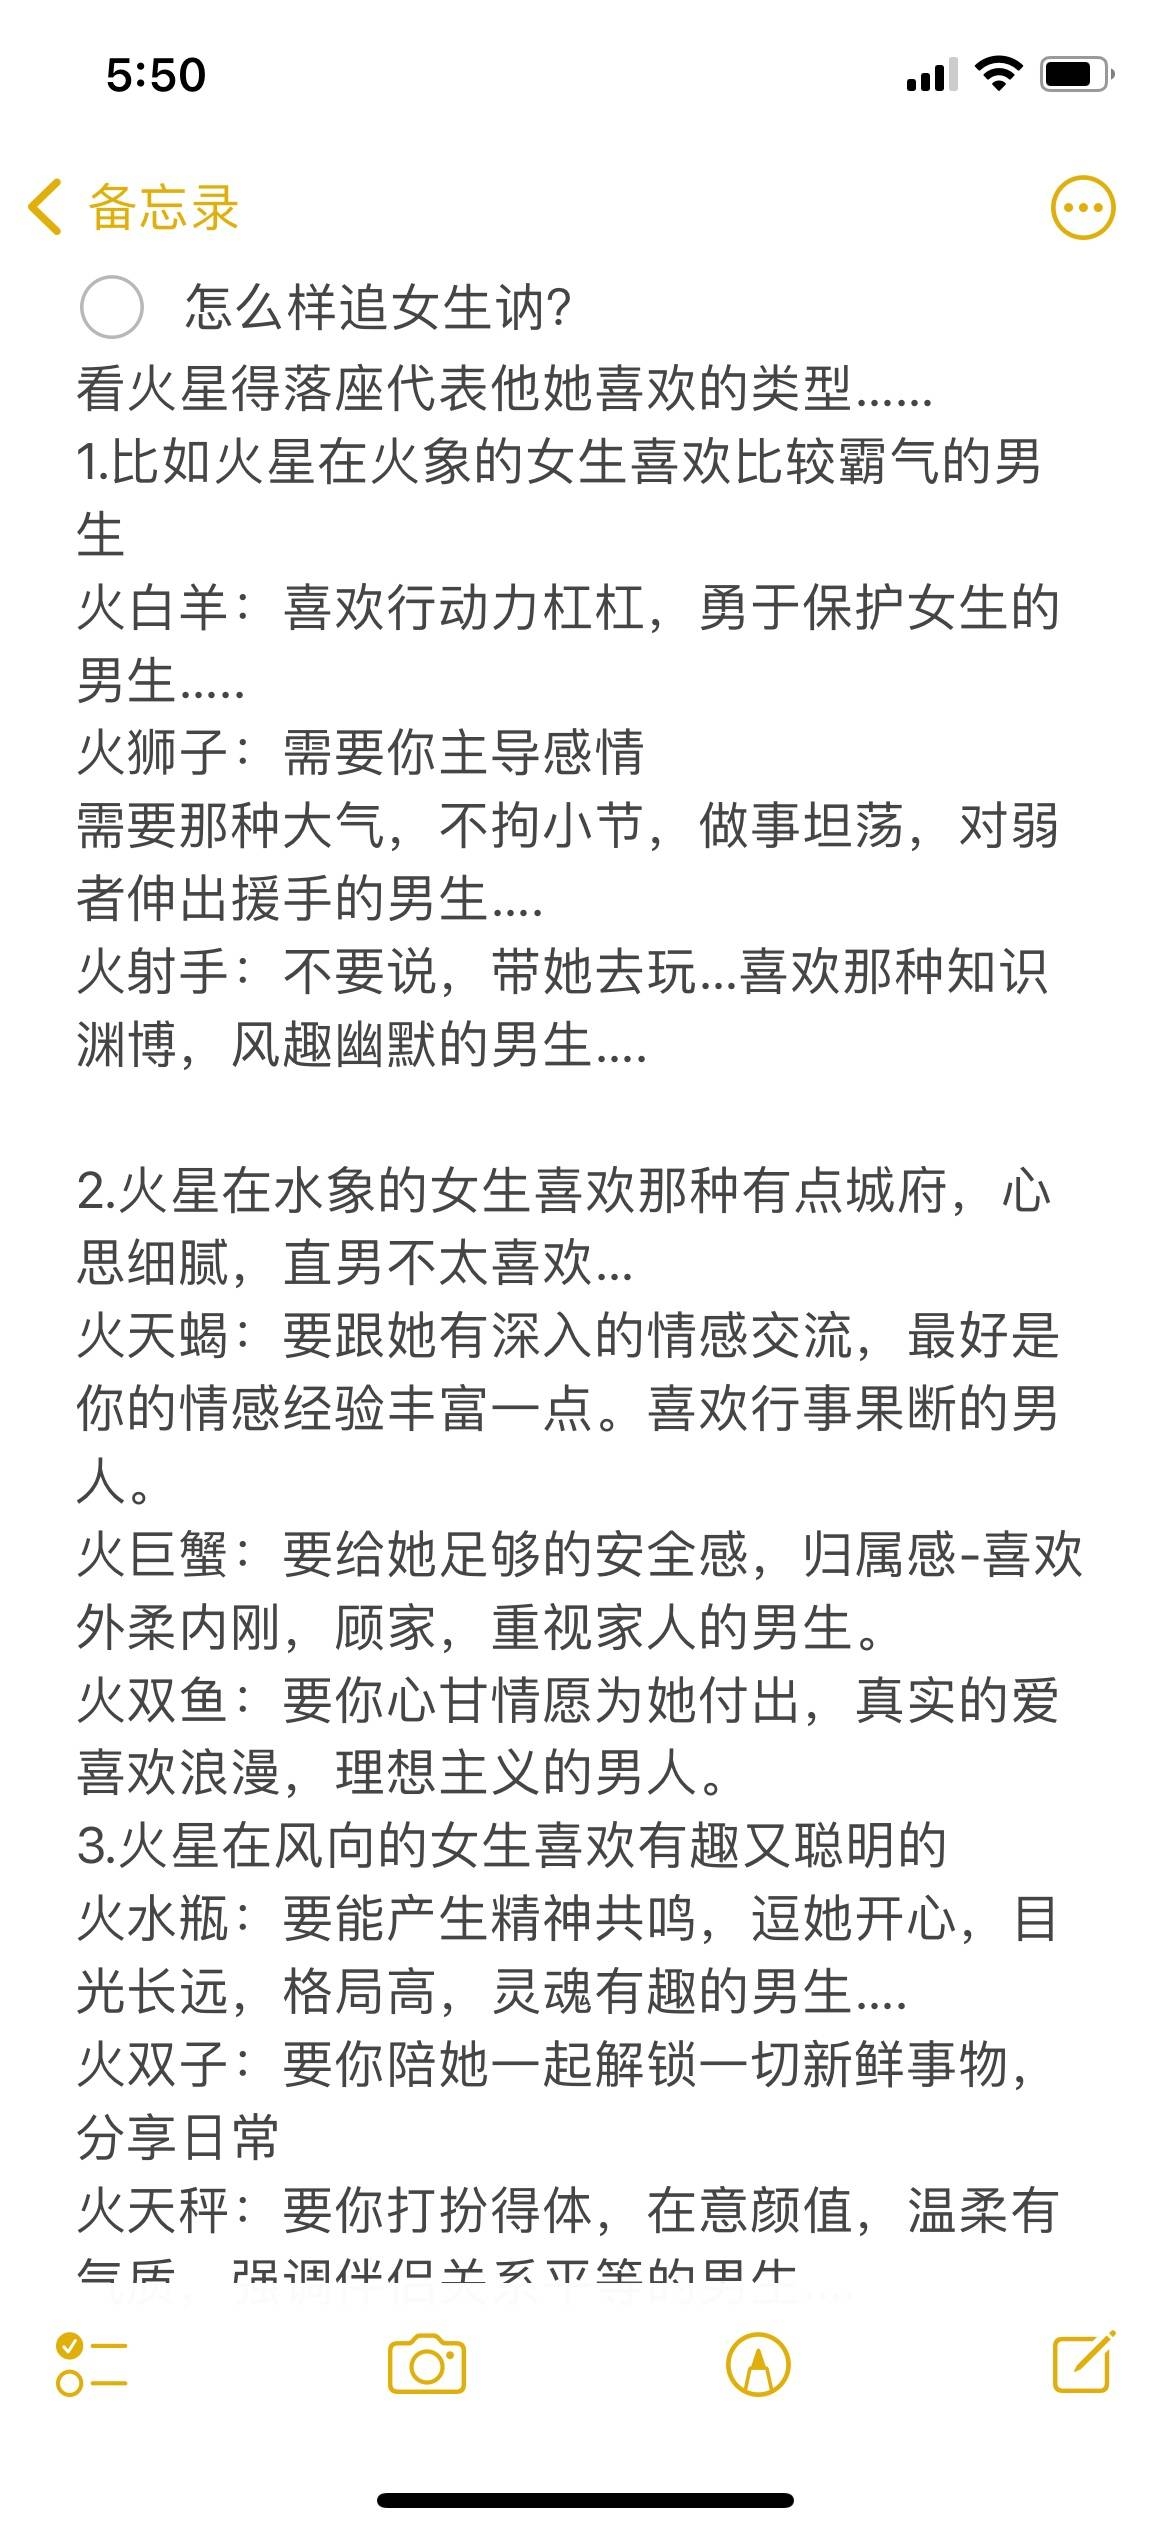 5:50
备忘录
怎么样追女生讷?
看火星得落座代表他她喜欢的类型……
1.比如火星在火象的女生喜欢比较霸气的男
生
火白羊：喜欢行动力杠杠，勇于保护女生的
男生…..
火狮子：需要你主导感情
需要那种大气，不拘小节，做事坦荡，对弱
者伸出援手的男生….
火射手：不要说，带她去玩…喜欢那种知识
渊博，风趣幽默的男生….
2.火星在水象的女生喜欢那种有点城府，心
思细腻，直男不太喜欢…
火天蝎：要跟她有深入的情感交流，最好是
你的情感经验丰富一点。喜欢行事果断的男
人。
火巨蟹：要给她足够的安全感，归属感-喜欢
外柔内刚，顾家，重视家人的男生。
火双鱼：要你心甘情愿为她付出，真实的爱
喜欢浪漫，理想主义的男人。
3.火星在风向的女生喜欢有趣又聪明的
火水瓶：要能产生精神共鸣，逗她开心，目
光长远，格局高，灵魂有趣的男生….
火双子：要你陪她一起解锁一切新鲜事物，
分享日常
火天秤：要你打扮得体，在意颜值，温柔有
气质，强调伴侣关系平等的男生….